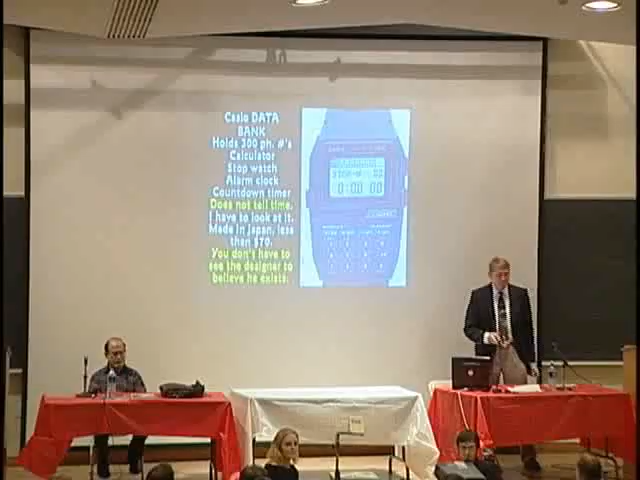 Casio DATA
BANK
Holds 300 ph. #'s
Calculator
Stop watch
Alarm clock
Countdown timer
Does not tell time.
I have to look at it.
Made in Japan, less
than $70.
You don't have to
see the designer to
believe he exists.
0:00 00